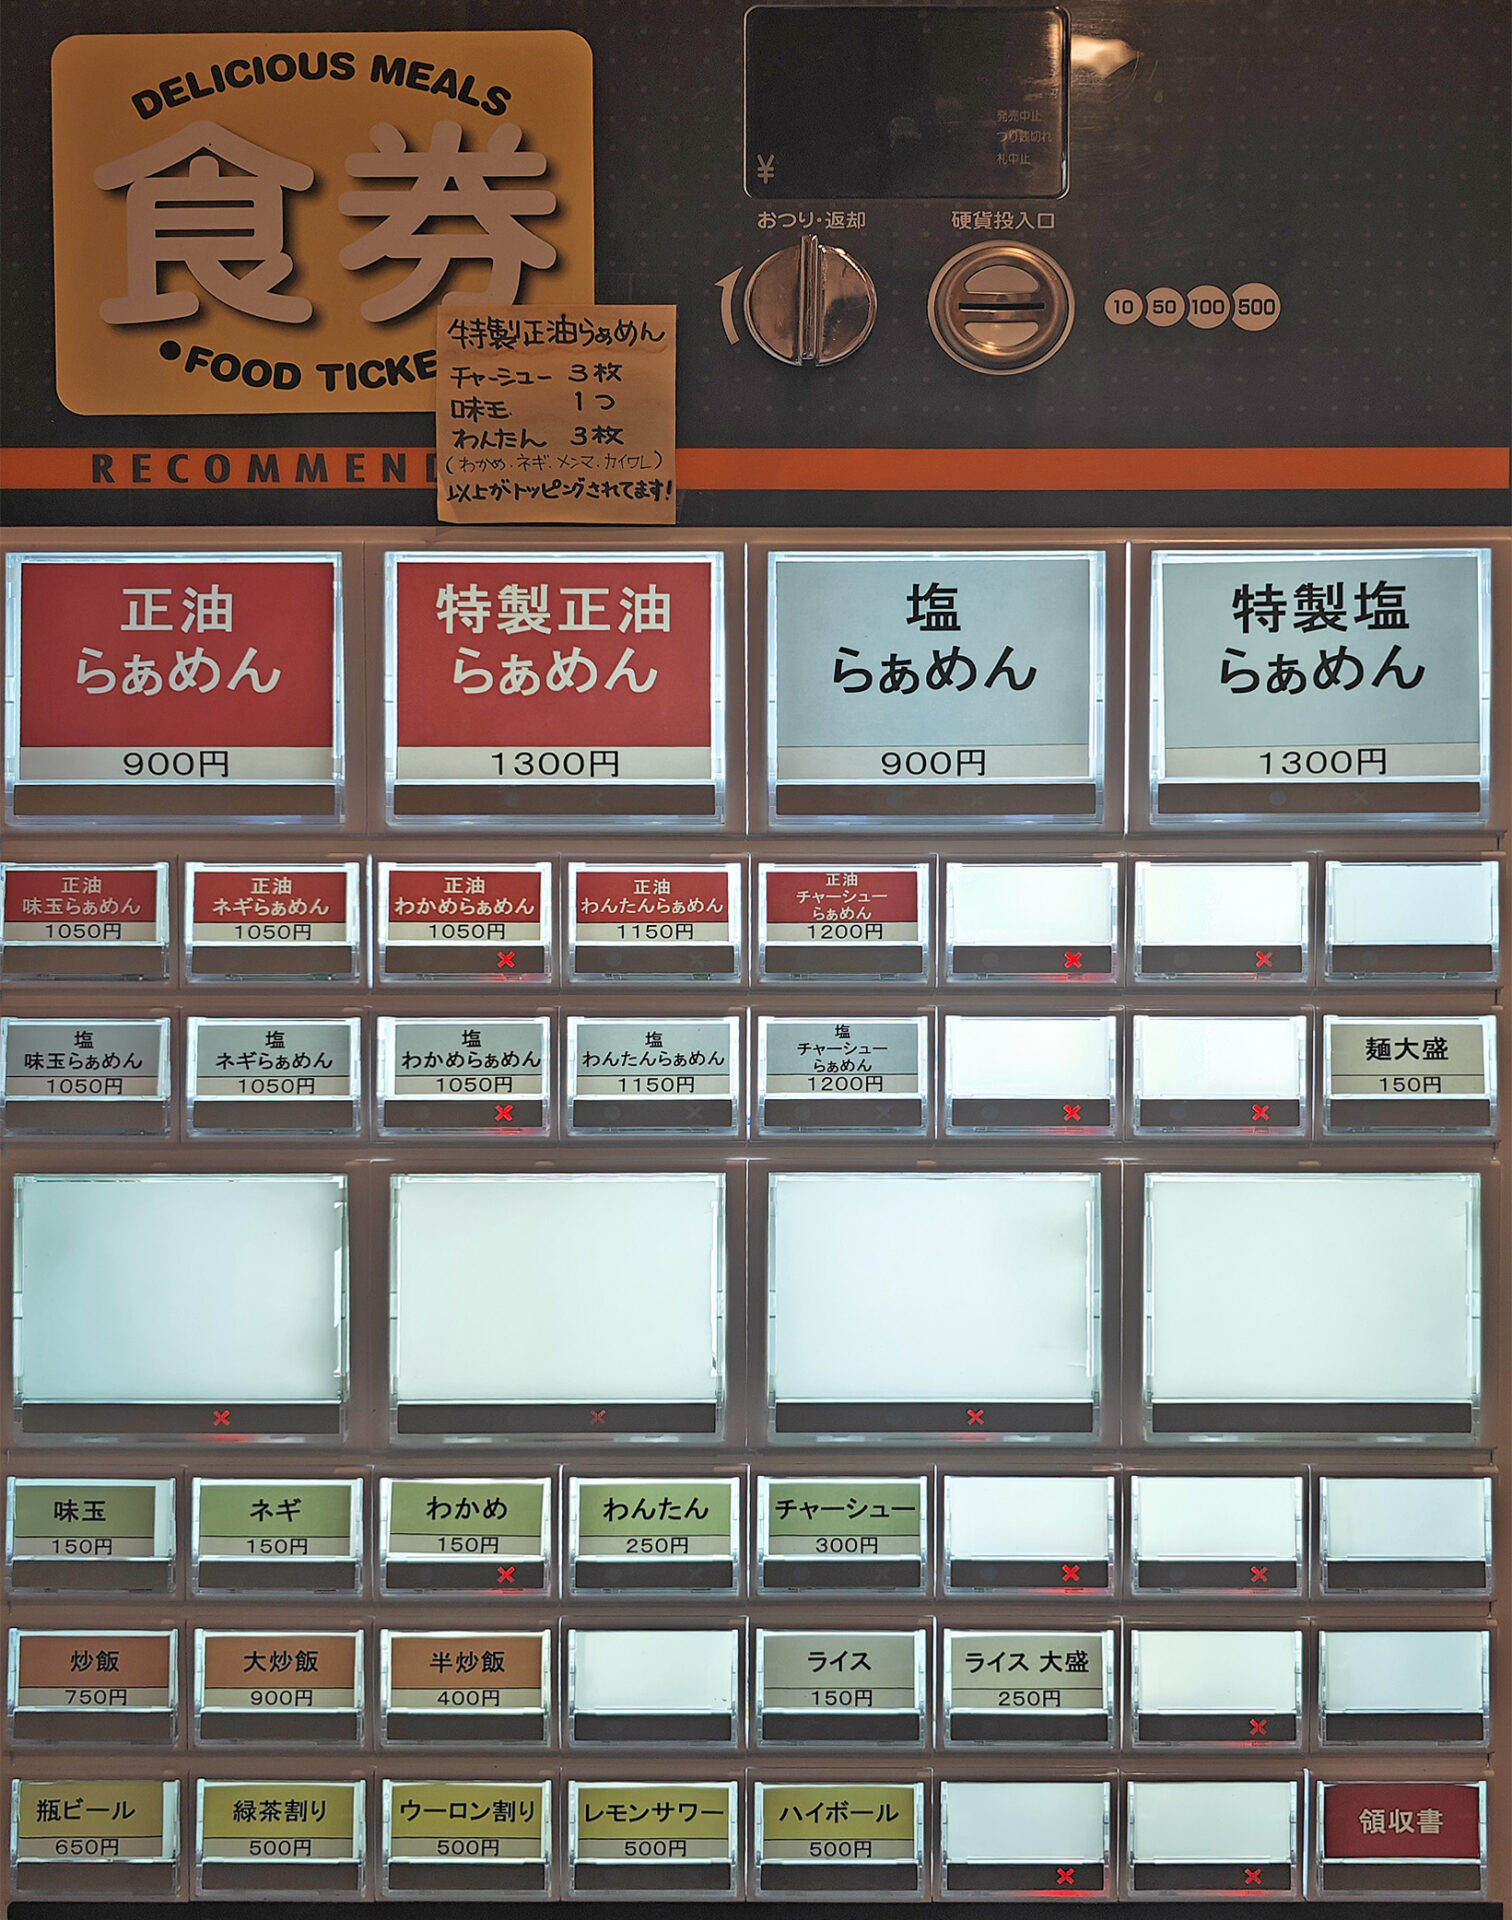 DELICIOUS MEALS
食券
●FOOD TICKE
発売中止
つり銭切れ
札中止
¥
おつり・返却
硬貨投入口
10 50 100 500
特製正油らぁめん
チャーシュー 3枚
味玉 1つ
わんたん 3枚
(わかめ・ネギ・メンマ・カイワレ)
以上がトッピングされてます!
RECOMMEND
正油
らぁめん
900円
特製正油
らぁめん
1300円
塩
らぁめん
900円
特製塩
らぁめん
1300円
正油
味玉らぁめん
1050円
正油
ネギらぁめん
1050円
正油
わかめらぁめん
1050円
正油
わんたんらぁめん
1150円
正油
チャーシュー
らぁめん
1200円
塩
味玉らぁめん
1050円
塩
ネギらぁめん
1050円
塩
わかめらぁめん
1050円
塩
わんたんらぁめん
1150円
塩
チャーシュー
らぁめん
1200円
麺大盛
150円
味玉
150円
ネギ
150円
わかめ
150円
わんたん
250円
チャーシュー
300円
炒飯
750円
大炒飯
900円
半炒飯
400円
ライス
150円
ライス 大盛
250円
瓶ビール
650円
緑茶割り
500円
ウーロン割り
500円
レモンサワー
500円
ハイボール
500円
領収書